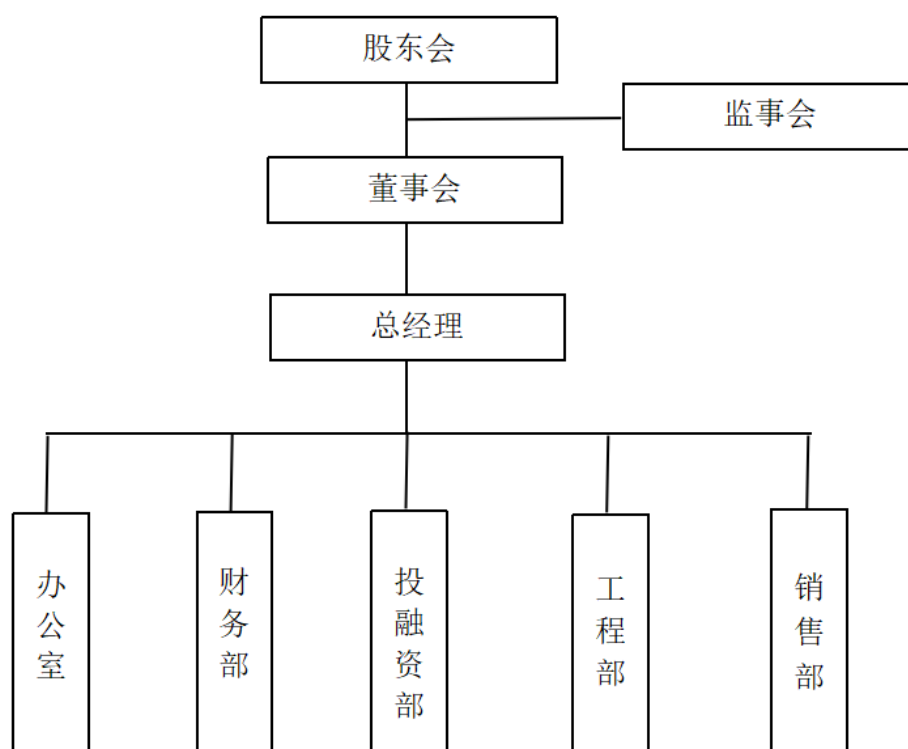 股东会
监事会
董事会
总经理
办公室
财务部
投融资部
工程部
销售部